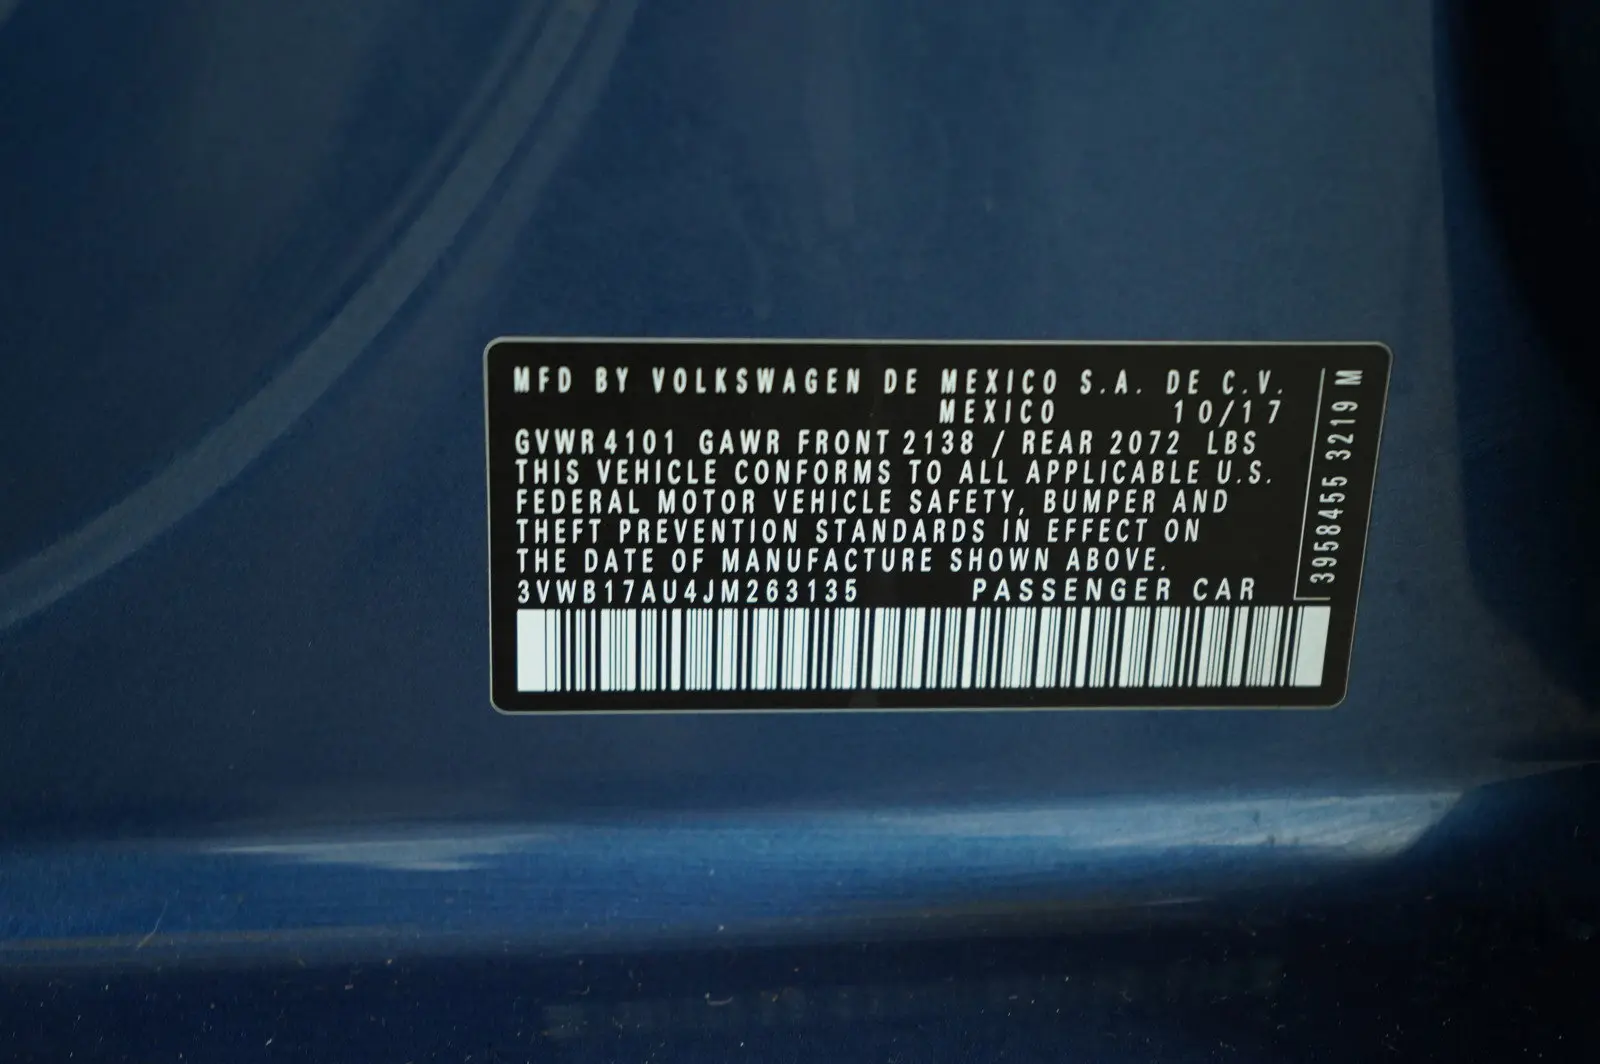 MFD BY VOLKSWAGEN DE MEXICO S.A. DE C.V.
MEXICO 10/17
GVWR 4101 GAWR FRONT 2138 / REAR 2072 LBS
THIS VEHICLE CONFORMS TO ALL APPLICABLE U.S.
FEDERAL MOTOR VEHICLE SAFETY, BUMPER AND
THEFT PREVENTION STANDARDS IN EFFECT ON
THE DATE OF MANUFACTURE SHOWN ABOVE.
3VWB17AU4JM263135 PASSENGER CAR
3958455 3219 M